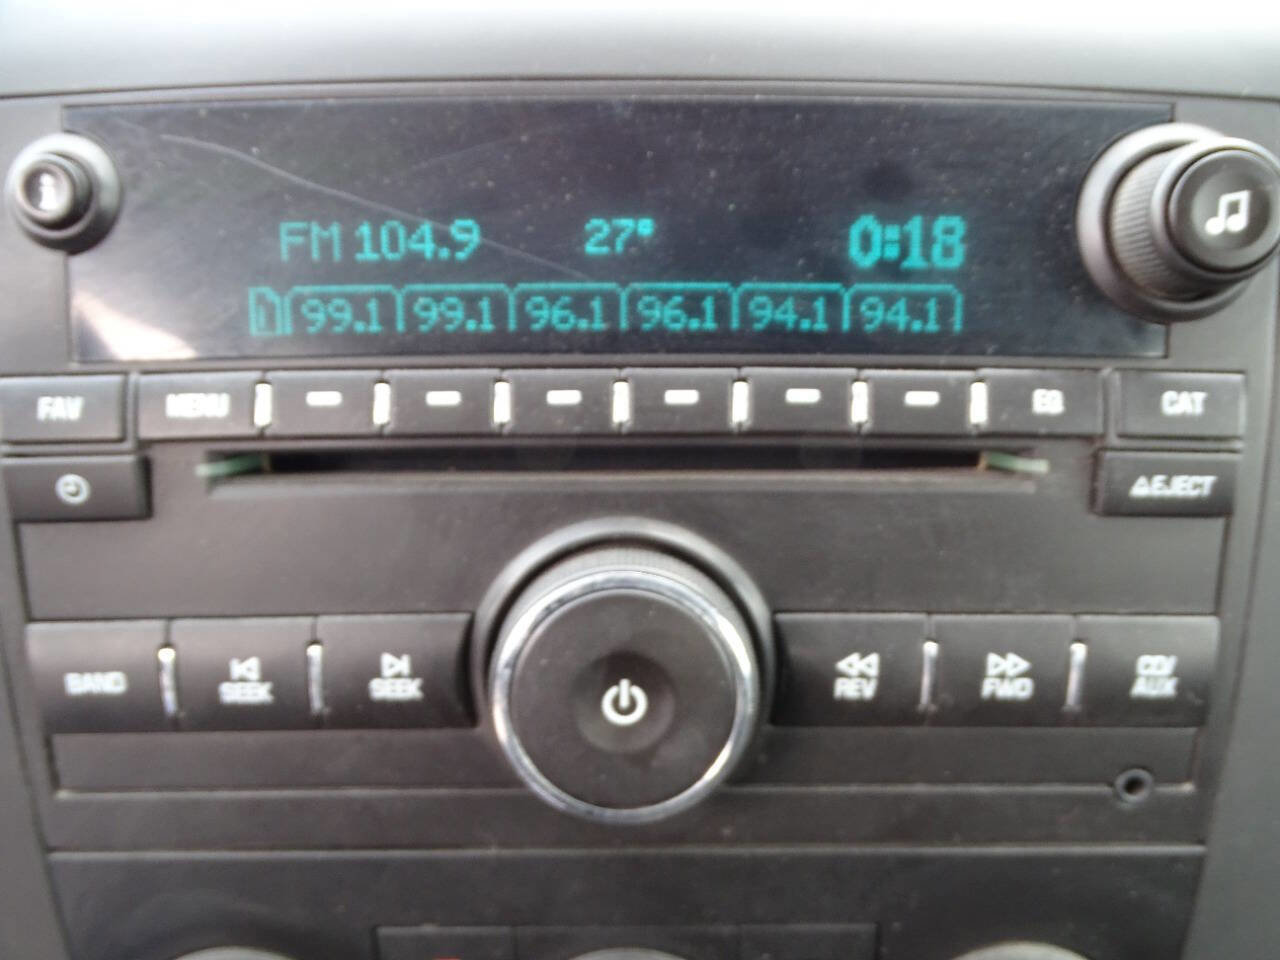 FM 104.9 27° 0:18
99.1 99.1 96.1 96.1 94.1 94.1
FAV MENU EQ CAT
EJECT
BAND SEEK SEEK REV FWD CD/
AUX